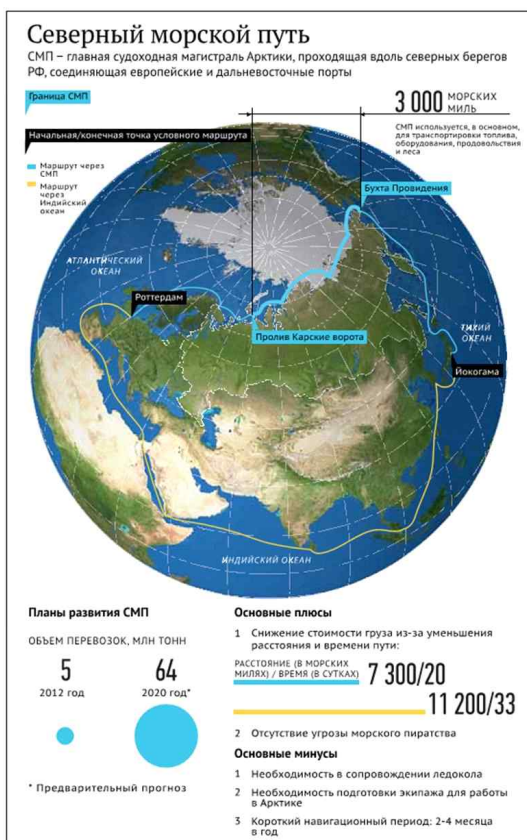 Северный морской путь
СМП – главная судоходная магистраль Арктики, проходящая вдоль северных берегов
РФ, соединяющая европейские и дальневосточные порты
Граница СМП
Начальная/конечная точка условного маршрута
Маршрут через
СМП
Маршрут
через
Индийский
океан
3 000 МОРСКИХ
МИЛЬ
СМП используется, в основном,
для транспортировки топлива,
оборудования, продовольствия
и леса
Бухта Провидения
АТЛАНТИЧЕСКИЙ
ОКЕАН
Роттердам
Пролив Карские ворота
ТИХИЙ
ОКЕАН
Йокогама
ИНДИЙСКИЙ ОКЕАН
Планы развития СМП
ОБЪЕМ ПЕРЕВОЗОК, МЛН ТОНН
5
2012 год
64
2020 год*
* Предварительный прогноз
Основные плюсы
1 Снижение стоимости груза из-за уменьшения
расстояния и времени пути:
РАССТОЯНИЕ (В МОРСКИХ
МИЛЯХ) / ВРЕМЯ (В СУТКАХ)
7 300/20
11 200/33
2 Отсутствие угрозы морского пиратства
Основные минусы
1 Необходимость в сопровождении ледокола
2 Необходимость подготовки экипажа для работы
в Арктике
3 Короткий навигационный период: 2-4 месяца
в год